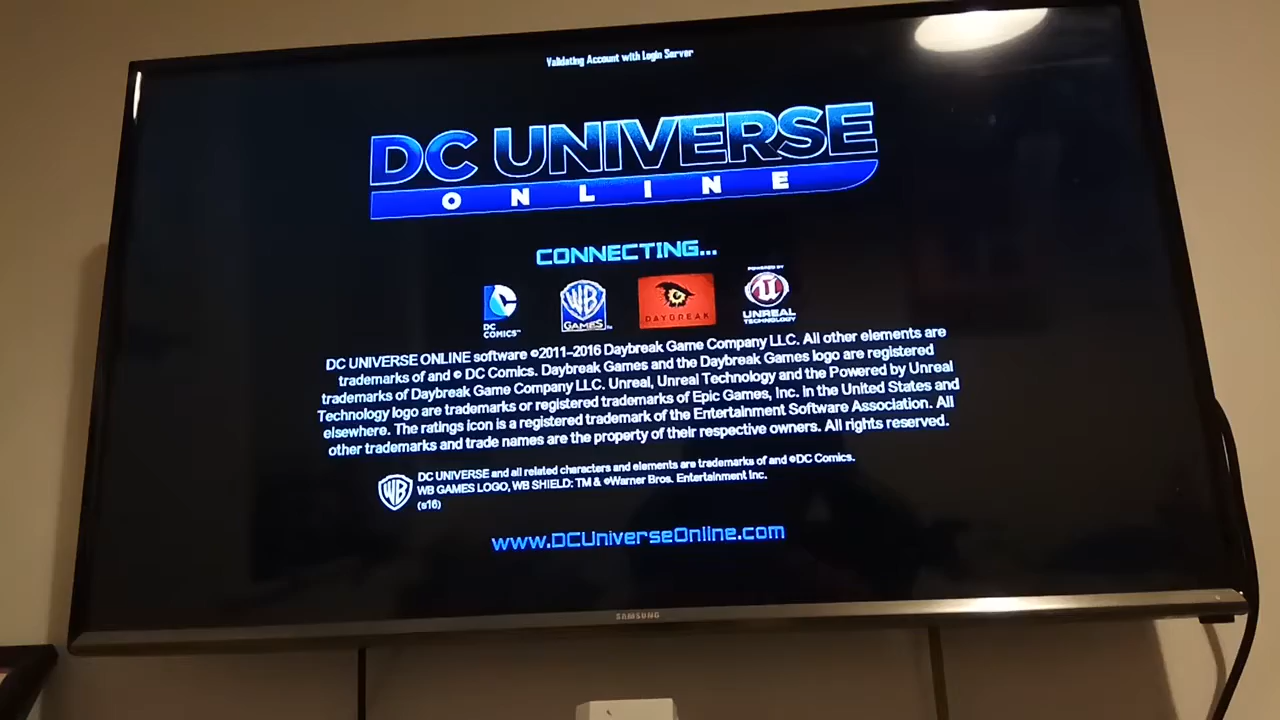 Validating Account with Login Server
DC UNIVERSE
ONLINE
CONNECTING...
DC
COMICS™
WB
GAMES™
DAYBREAK
POWERED BY
U
UNREAL
TECHNOLOGY
DC UNIVERSE ONLINE software ©2011–2016 Daybreak Game Company LLC. All other elements are
trademarks of and © DC Comics. Daybreak Games and the Daybreak Games logo are registered
trademarks of Daybreak Game Company LLC. Unreal, Unreal Technology and the Powered by Unreal
Technology logo are trademarks or registered trademarks of Epic Games, Inc. in the United States and
elsewhere. The ratings icon is a registered trademark of the Entertainment Software Association. All
other trademarks and trade names are the property of their respective owners. All rights reserved.
WB
DC UNIVERSE and all related characters and elements are trademarks of and ©DC Comics.
WB GAMES LOGO, WB SHIELD: TM & ©Warner Bros. Entertainment Inc.
(s16)
www.DCUniverseOnline.com
SAMSUNG